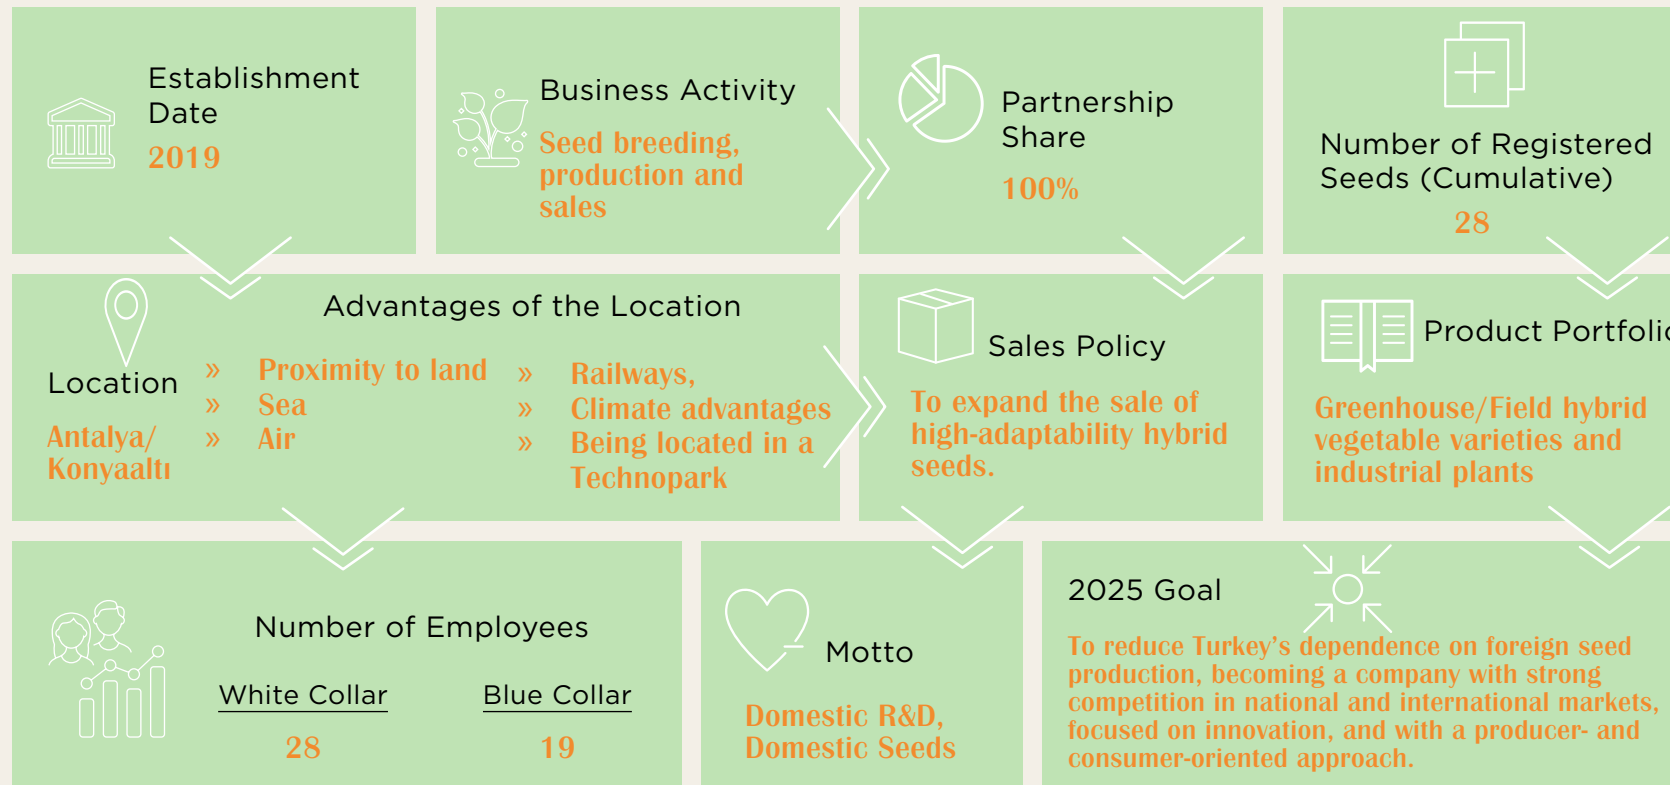 Establishment
Date
2019
Business Activity
Seed breeding,
production and
sales
Partnership
Share
100%
Number of Registered
Seeds (Cumulative)
28
Location
Antalya/
Konyaaltı
Advantages of the Location
» Proximity to land
» Sea
» Air
» Railways,
» Climate advantages
» Being located in a
Technopark
Sales Policy
To expand the sale of
high-adaptability hybrid
seeds.
Product Portfolio
Greenhouse/Field hybrid
vegetable varieties and
industrial plants
Number of Employees
White Collar
28
Blue Collar
19
Motto
Domestic R&D,
Domestic Seeds
2025 Goal
To reduce Turkey’s dependence on foreign seed
production, becoming a company with strong
competition in national and international markets,
focused on innovation, and with a producer- and
consumer-oriented approach.